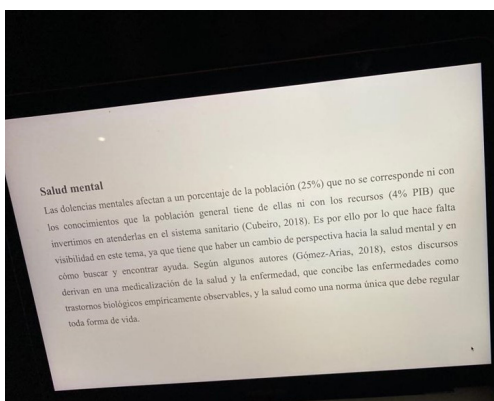 Salud mental
Las dolencias mentales afectan a un porcentaje de la población (25%) que no se corresponde ni con
los conocimientos que la población general tiene de ellas ni con los recursos (4% PIB) que
invertimos en atenderlas en el sistema sanitario (Cubeiro, 2018). Es por ello por lo que hace falta
visibilidad en este tema, ya que tiene que haber un cambio de perspectiva hacia la salud mental y en
cómo buscar y encontrar ayuda. Según algunos autores (Gómez-Arias, 2018), estos discursos
derivan en una medicalización de la salud y la enfermedad, que concibe las enfermedades como
trastornos biológicos empíricamente observables, y la salud como una norma única que debe regular
toda forma de vida.